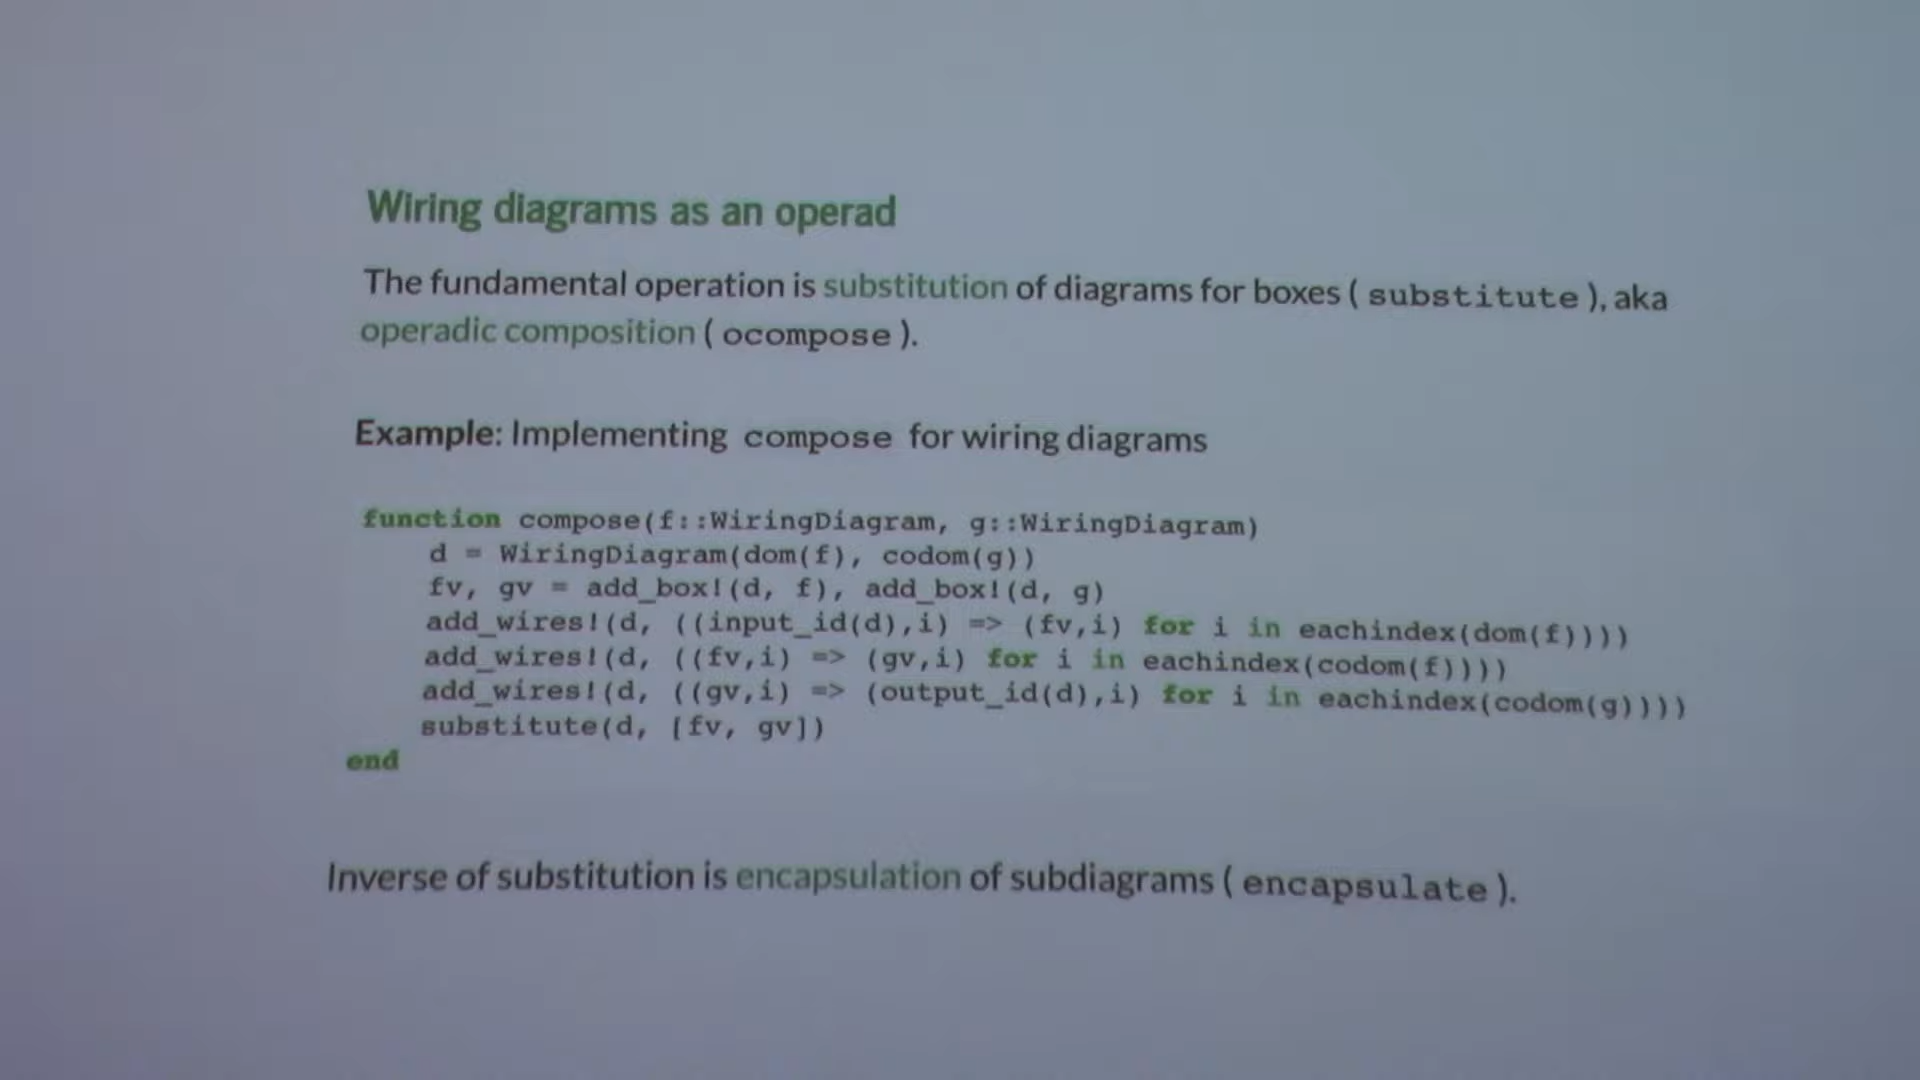 Wiring diagrams as an operad
The fundamental operation is substitution of diagrams for boxes ( substitute ), aka
operadic composition ( ocompose ).
Example: Implementing compose for wiring diagrams
function compose(f::WiringDiagram, g::WiringDiagram)
    d = WiringDiagram(dom(f), codom(g))
    fv, gv = add_box!(d, f), add_box!(d, g)
    add_wires!(d, ((input_id(d),i) => (fv,i) for i in eachindex(dom(f))))
    add_wires!(d, ((fv,i) => (gv,i) for i in eachindex(codom(f))))
    add_wires!(d, ((gv,i) => (output_id(d),i) for i in eachindex(codom(g))))
    substitute(d, [fv, gv])
end
Inverse of substitution is encapsulation of subdiagrams ( encapsulate ).